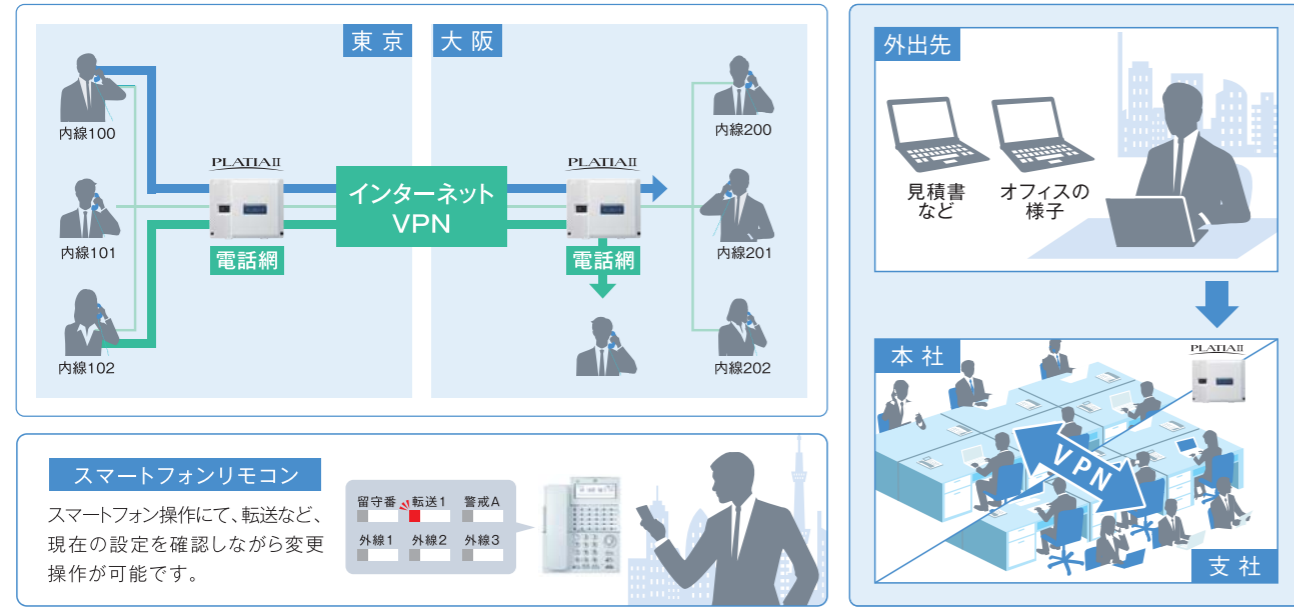 東京
大阪
内線100
内線101
内線102
PLATIAII
電話網
インターネット
VPN
PLATIAII
電話網
内線200
内線201
内線202
スマートフォンリモコン
スマートフォン操作にて、転送など、
現在の設定を確認しながら変更
操作が可能です。
留守番 転送1 警戒A
外線1 外線2 外線3
外出先
見積書
など
オフィスの
様子
本社
PLATIAII
VPN
支社